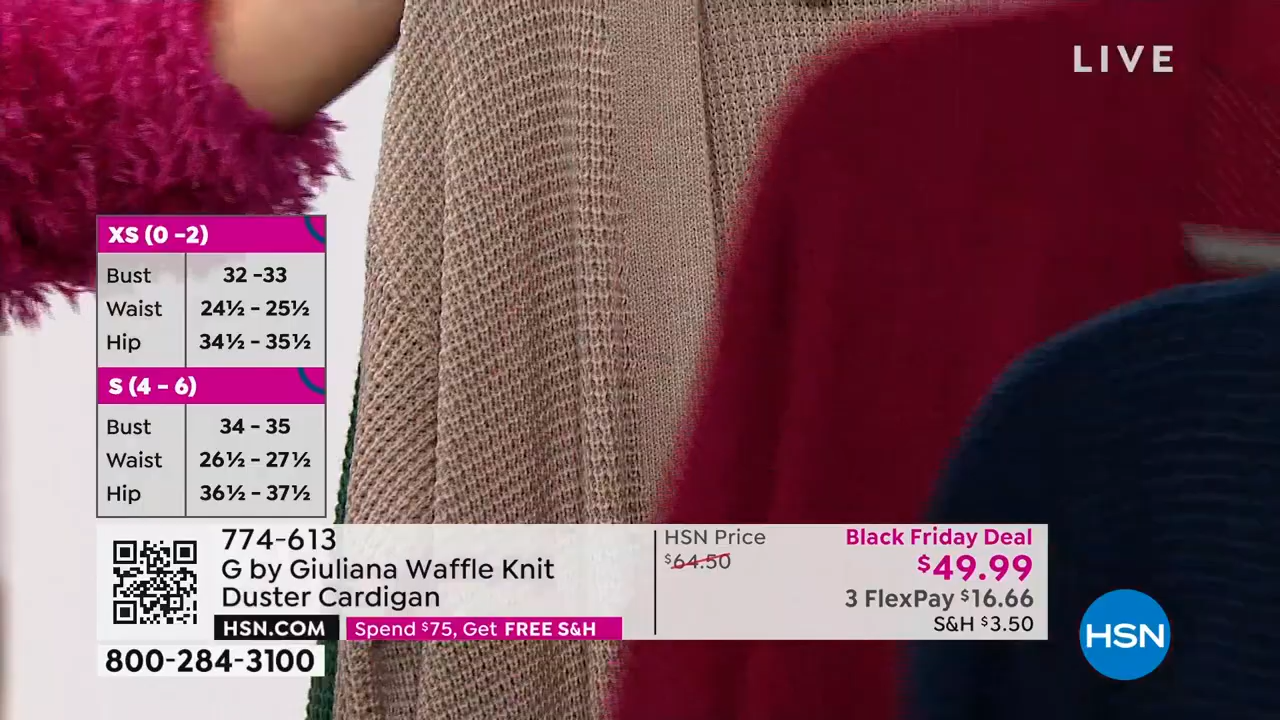 LIVE
XS (0 –2)
Bust 32 –33
Waist 24½ – 25½
Hip 34½ – 35½
S (4 – 6)
Bust 34 – 35
Waist 26½ – 27½
Hip 36½ – 37½
774-613
G by Giuliana Waffle Knit
Duster Cardigan
HSN.COM Spend $75, Get FREE S&H
800-284-3100
HSN Price
$64.50
Black Friday Deal
$49.99
3 FlexPay $16.66
S&H $3.50
HSN